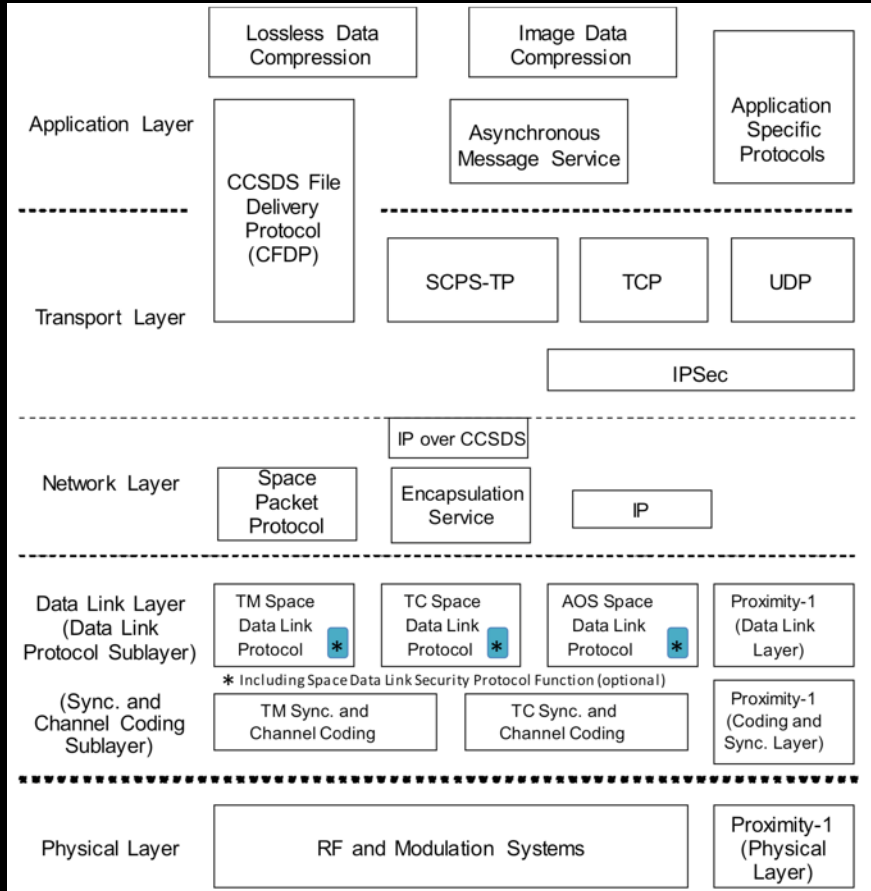 Lossless Data
Compression
Image Data
Compression
Application Layer
Application
Specific
Protocols
Asynchronous
Message Service
CCSDS File
Delivery
Protocol
(CFDP)
Transport Layer
SCPS-TP
TCP
UDP
IPSec
IP over CCSDS
Network Layer
Space
Packet
Protocol
Encapsulation
Service
IP
Data Link Layer
(Data Link
Protocol Sublayer)
TM Space
Data Link
Protocol *
TC Space
Data Link
Protocol *
AOS Space
Data Link
Protocol *
Proximity-1
(Data Link
Layer)
* Including Space Data Link Security Protocol Function (optional)
(Sync. and
Channel Coding
Sublayer)
TM Sync. and
Channel Coding
TC Sync. and
Channel Coding
Proximity-1
(Coding and
Sync. Layer)
Physical Layer
RF and Modulation Systems
Proximity-1
(Physical
Layer)